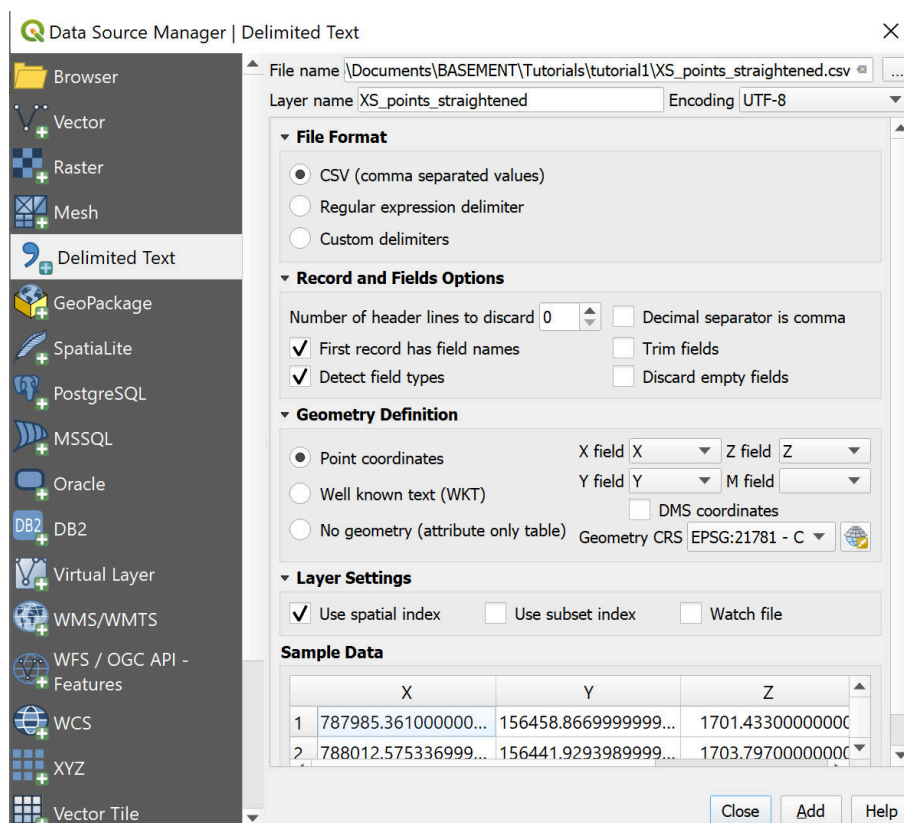 Data Source Manager | Delimited Text
Browser
Vector
Raster
Mesh
Delimited Text
GeoPackage
SpatiaLite
PostgreSQL
MSSQL
Oracle
DB2 DB2
Virtual Layer
WMS/WMTS
WFS / OGC API -
Features
WCS
XYZ
Vector Tile
File name \Documents\BASEMENT\Tutorials\tutorial1\XS_points_straightened.csv ...
Layer name XS_points_straightened Encoding UTF-8
File Format
CSV (comma separated values)
Regular expression delimiter
Custom delimiters
Record and Fields Options
Number of header lines to discard 0 Decimal separator is comma
First record has field names Trim fields
Detect field types Discard empty fields
Geometry Definition
Point coordinates X field X Z field Z
Well known text (WKT) Y field Y M field
DMS coordinates
No geometry (attribute only table) Geometry CRS EPSG:21781 - C
Layer Settings
Use spatial index Use subset index Watch file
Sample Data
X Y Z
1 787985.361000000... 156458.8669999999... 1701.43300000000
2 788012.575336999... 156441.9293989999... 1703.79700000000
Close Add Help